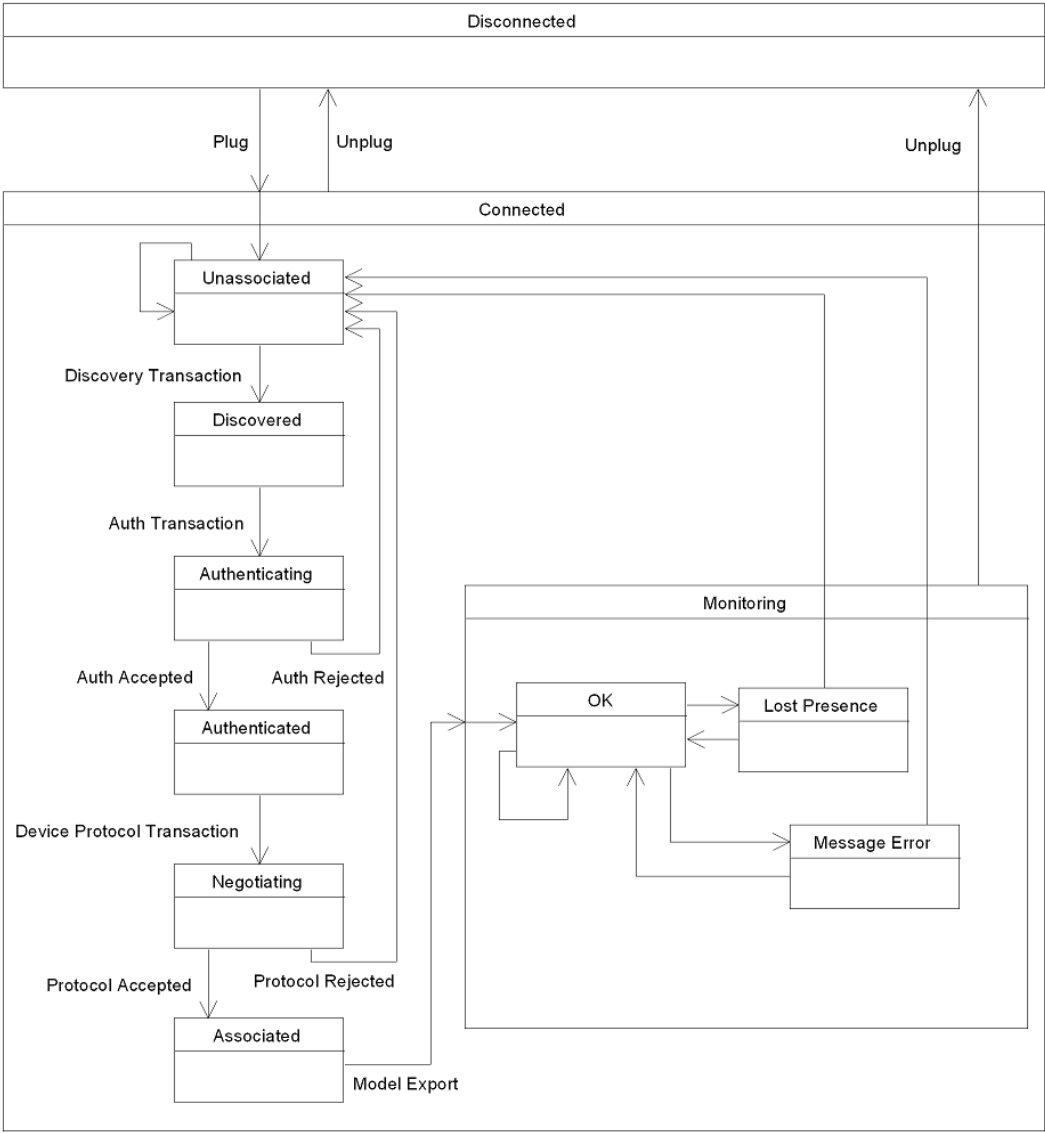 Disconnected
Plug
Unplug
Unplug
Connected
Unassociated
Discovery Transaction
Discovered
Auth Transaction
Authenticating
Monitoring
Auth Accepted
Auth Rejected
OK
Lost Presence
Authenticated
Device Protocol Transaction
Message Error
Negotiating
Protocol Accepted
Protocol Rejected
Associated
Model Export